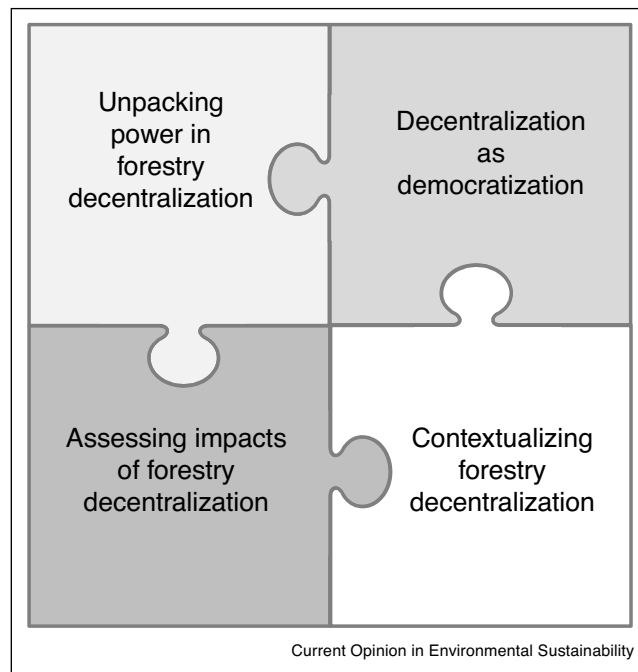 Unpacking
power in
forestry
decentralization
Decentralization
as
democratization
Assessing impacts
of forestry
decentralization
Contextualizing
forestry
decentralization
Current Opinion in Environmental Sustainability